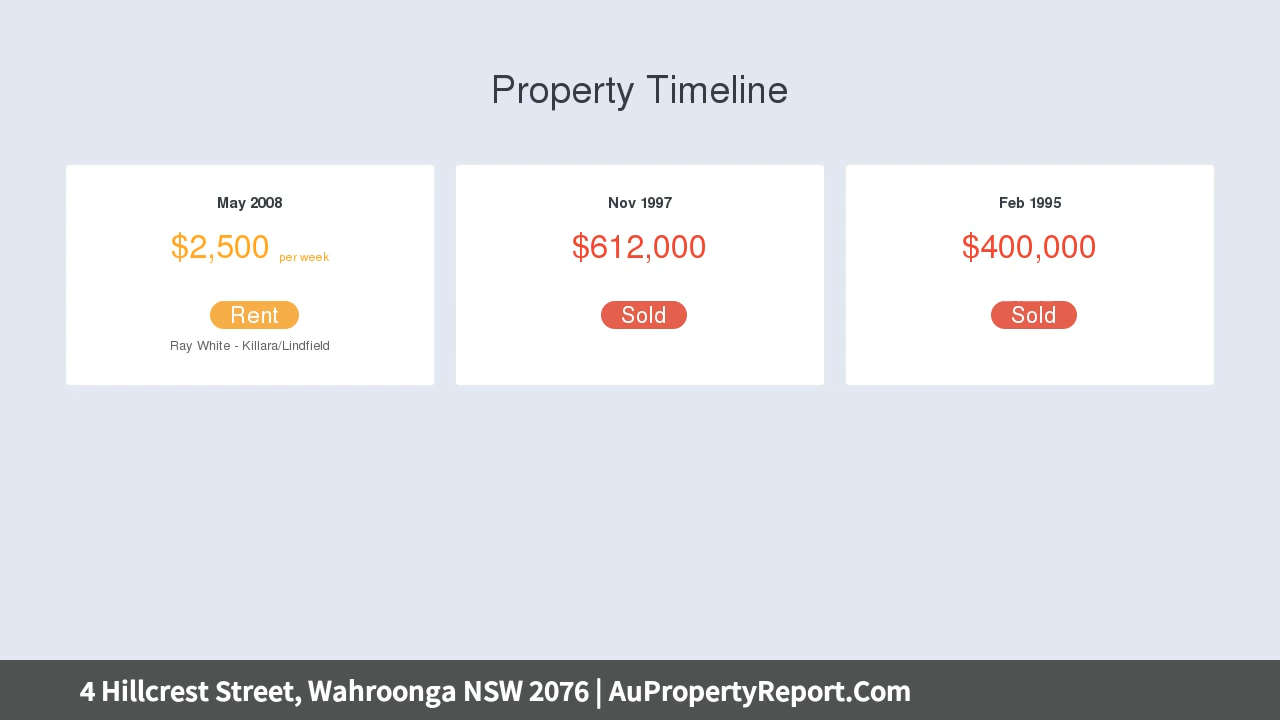 Property Timeline
May 2008
$2,500 per week
Rent
Ray White - Killara/Lindfield
Nov 1997
$612,000
Sold
Feb 1995
$400,000
Sold
4 Hillcrest Street, Wahroonga NSW 2076 | AuPropertyReport.Com